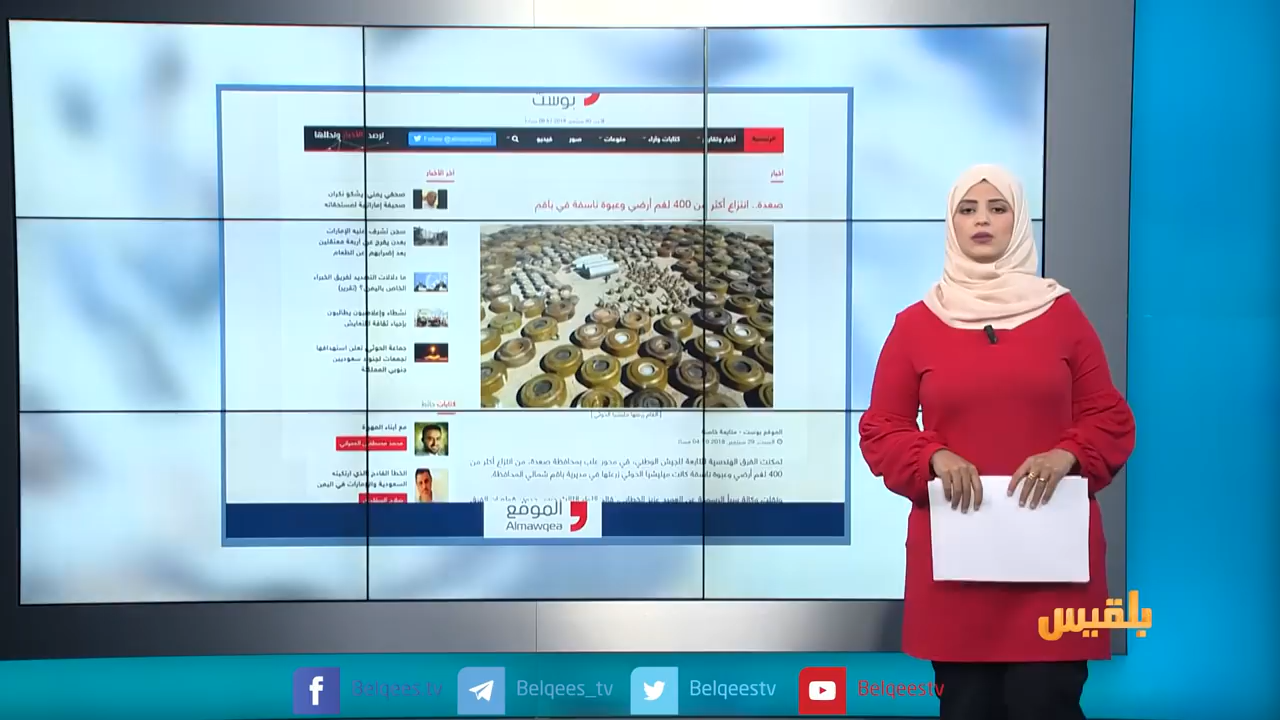 بوست
الرئيسية
أخبار وتقارير
كتابات وآراء
منوعات
صور
فيديو
Follow @almawqeapost
لرصد الأخبار وتحليلها
أخبار
صعدة.. انتزاع أكثر من 400 لغم أرضي وعبوة ناسفة في باقم
[ ألغام زرعتها مليشيا الحوثي ]
الموقع بوست - متابعة خاصة
السبت, 29 سبتمبر, 2018
تمكنت الفرق الهندسية التابعة للجيش الوطني، في محور علب بمحافظة صعدة، من انتزاع أكثر من
400 لغم أرضي وعبوة ناسفة كانت ميليشيا الحوثي زرعتها في مديرية باقم شمالي المحافظة.
آخر الأخبار
صحفي يمني يشكو نكران
صحيفة إماراتية لمستحقاته
سجن تشرف عليه الإمارات
بعدن يفرج عن أربعة معتقلين
بعد إضرابهم عن الطعام
ما دلالات التمديد لفريق الخبراء
الخاص باليمن؟ (تقرير)
نشطاء وإعلاميون يطالبون
بإحياء ثقافة التعايش
جماعة الحوثي تعلن استهدافها
تجمعات لجنود سعوديين
جنوبي المملكة
كتابات خاصة
مع أبناء المهرة
محمد مصطفى العمراني
الخطأ الفادح الذي ارتكبته
السعودية والإمارات في اليمن
الموقع
Almawqea
بلقيس
Belqees.tv
Belqees_tv
Belqeestv
Belqeestv